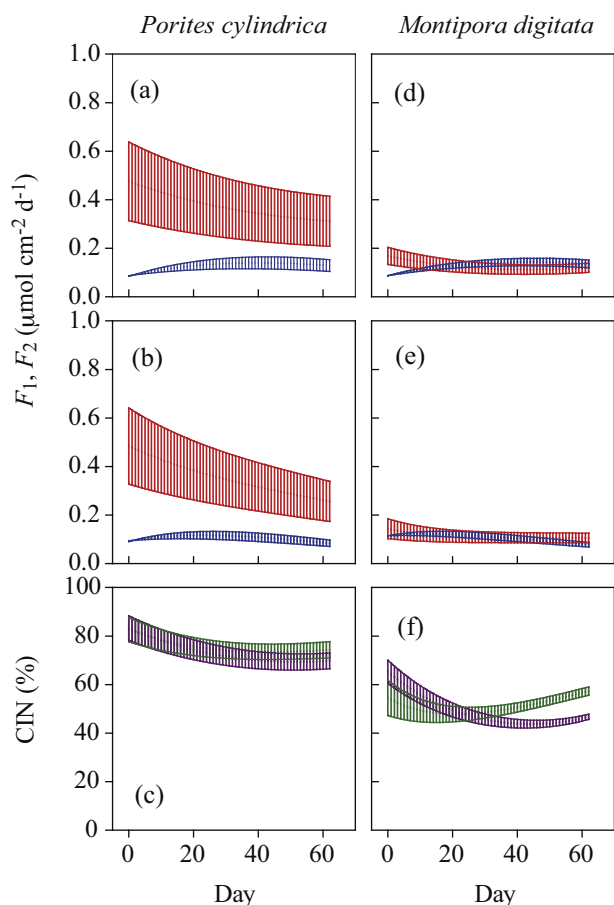 Porites cylindrica
Montipora digitata
F1, F2 (µmol cm-2 d-1)
1.0
0.8
0.6
0.4
0.2
0.0
(a)
(d)
1.0
0.8
0.6
0.4
0.2
0.0
(b)
(e)
CIN (%)
100
80
60
40
20
0
(c)
(f)
0 20 40 60
0 20 40 60
Day
Day